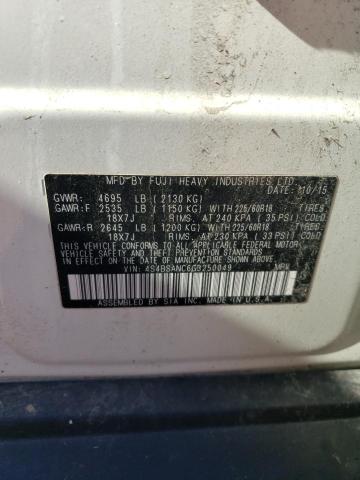 MFD BY FUJI HEAVY INDUSTRIES LTD.
DATE: 10/15
GVWR: 4695 LB (2130 KG)
GAWR:F 2535 LB (1150 KG) WITH 225/60R18 TIRES
18X7J RIMS, AT 240 KPA (35 PSI) COLD
GAWR:R 2645 LB (1200 KG) WITH 225/60R18 TIRES
18X7J RIMS, AT 230 KPA (33 PSI) COLD
THIS VEHICLE CONFORMS TO ALL APPLICABLE FEDERAL MOTOR
VEHICLE SAFETY STANDARDS IN EFFECT ON THE DATE OF
MANUFACTURE SHOWN ABOVE.
VIN: 4S4BSANC6G3250049 MPV
ASSEMBLED BY SIA INC. MADE IN U.S.A.